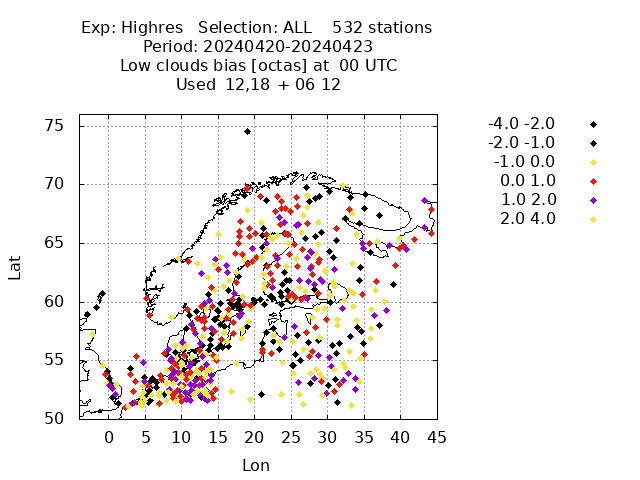 Exp: Highres   Selection: ALL    532 stations
Period: 20240420-20240423
Low clouds bias [octas] at  00 UTC
Used  12,18 + 06 12
-4.0 -2.0
-2.0 -1.0
-1.0 0.0
0.0 1.0
1.0 2.0
2.0 4.0
75
70
65
60
55
50
Lat
0 5 10 15 20 25 30 35 40 45
Lon